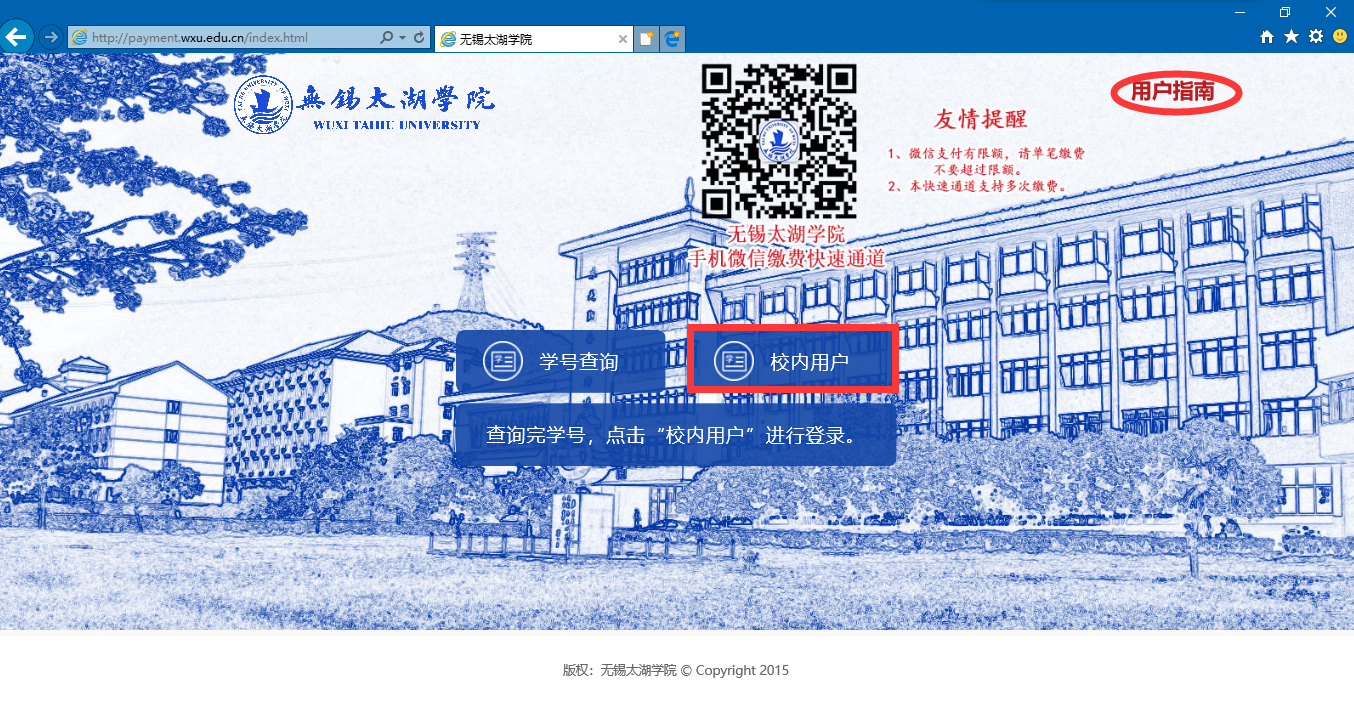 http://payment.wxu.edu.cn/index.html
无锡太湖学院
無锡太湖学院
WUXI TAIHU UNIVERSITY
用户指南
友情提醒
1、微信支付有限额，请单笔缴费
不要超过限额。
2、本快速通道支持多次缴费。
无锡太湖学院
手机微信缴费快速通道
学号查询
校内用户
查询完学号，点击“校内用户”进行登录。
版权：无锡太湖学院 © Copyright 2015